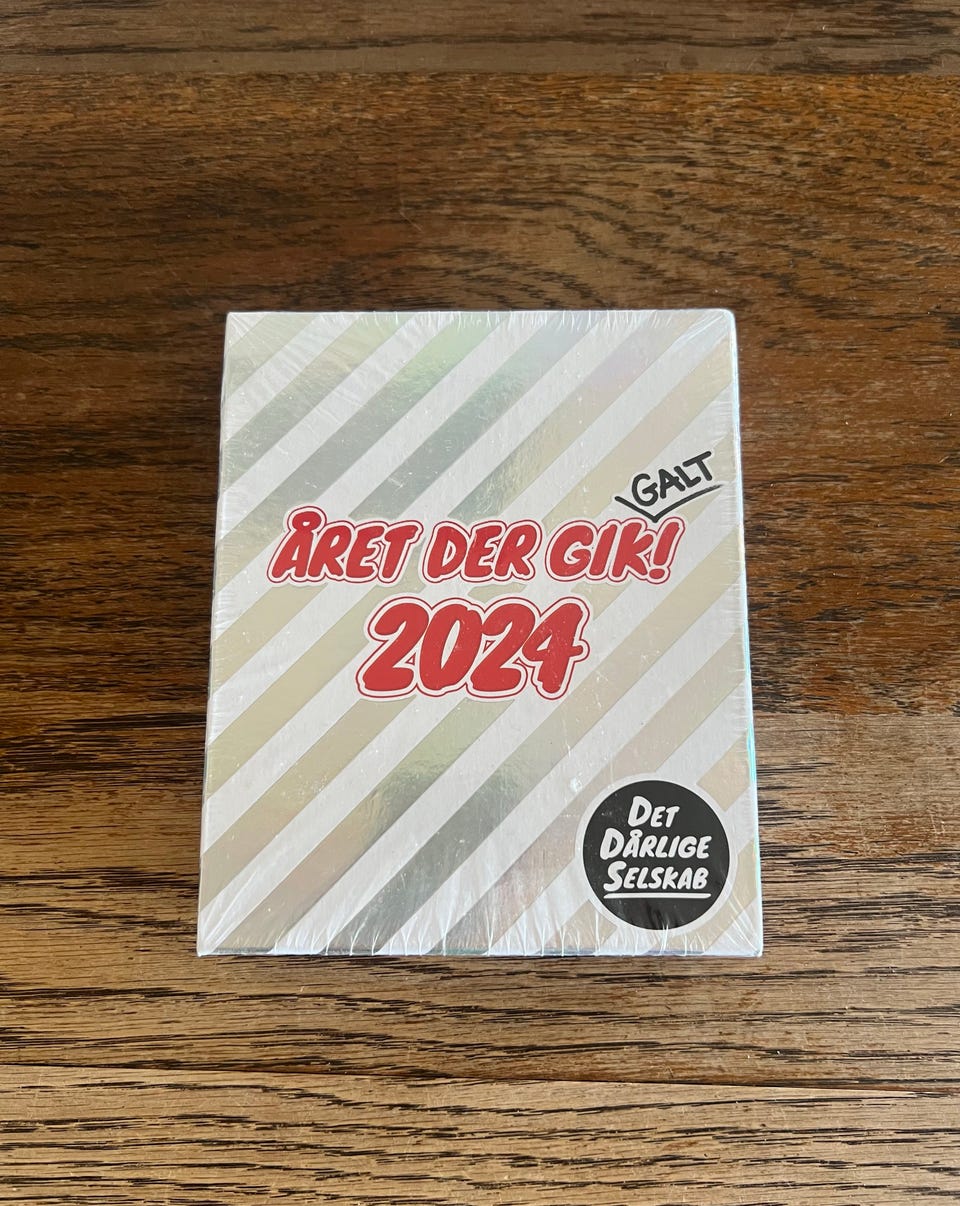 GALT
ÅRET DER GIK!
2024
DET
DÅRLIGE
SELSKAB